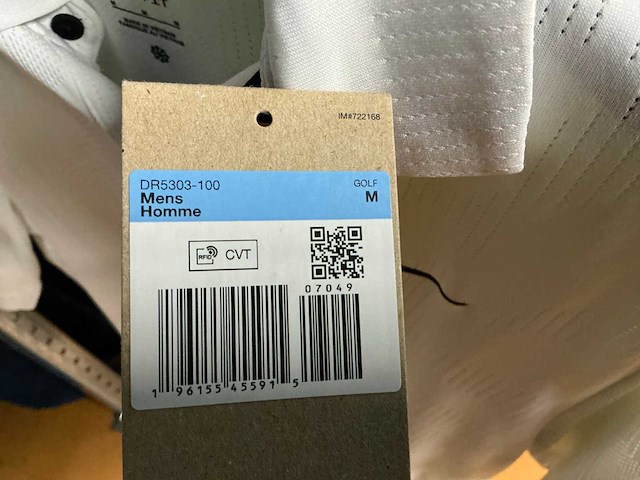 IM#722168
DR5303-100
GOLF
Mens
M
Homme
RFID
CVT
07049
1 96155 45591 5